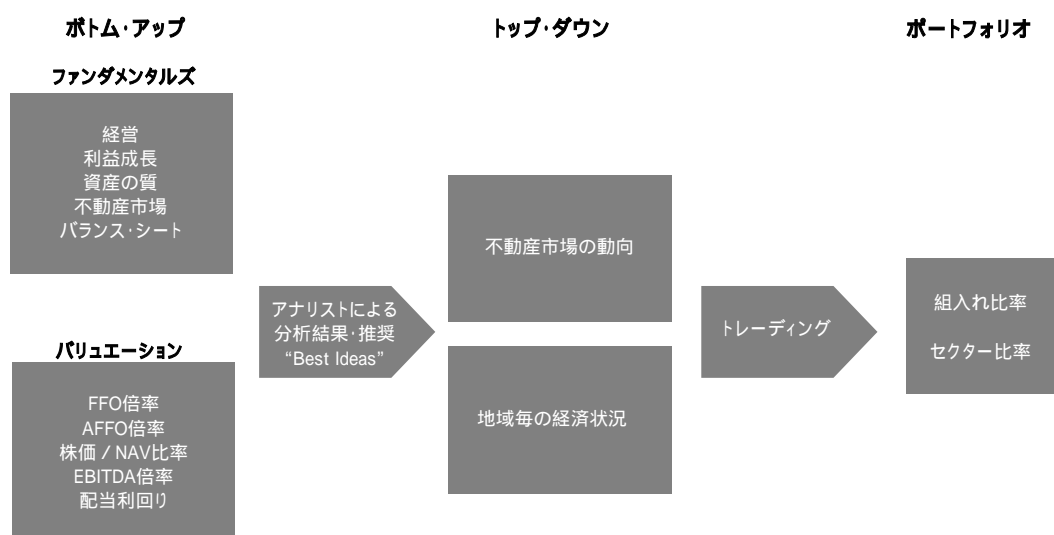 ボトム・アップ
トップ・ダウン
ポートフォリオ
ファンダメンタルズ
経営
利益成長
資産の質
不動産市場
バランス・シート
バリュエーション
FFO倍率
AFFO倍率
株価 / NAV比率
EBITDA倍率
配当利回り
アナリストによる
分析結果・推奨
“Best Ideas”
不動産市場の動向
地域毎の経済状況
トレーディング
組入れ比率
セクター比率